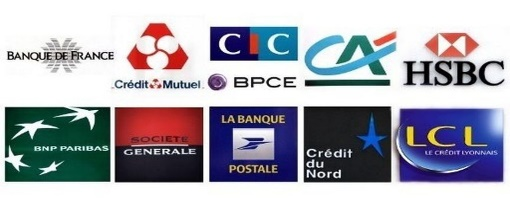 BANQUE DE FRANCE
Crédit Mutuel
CIC
BPCE
CA
HSBC
BNP PARIBAS
SOCIETE
GENERALE
LA BANQUE
POSTALE
Crédit
du
Nord
LCL
LE CRÉDIT LYONNAIS